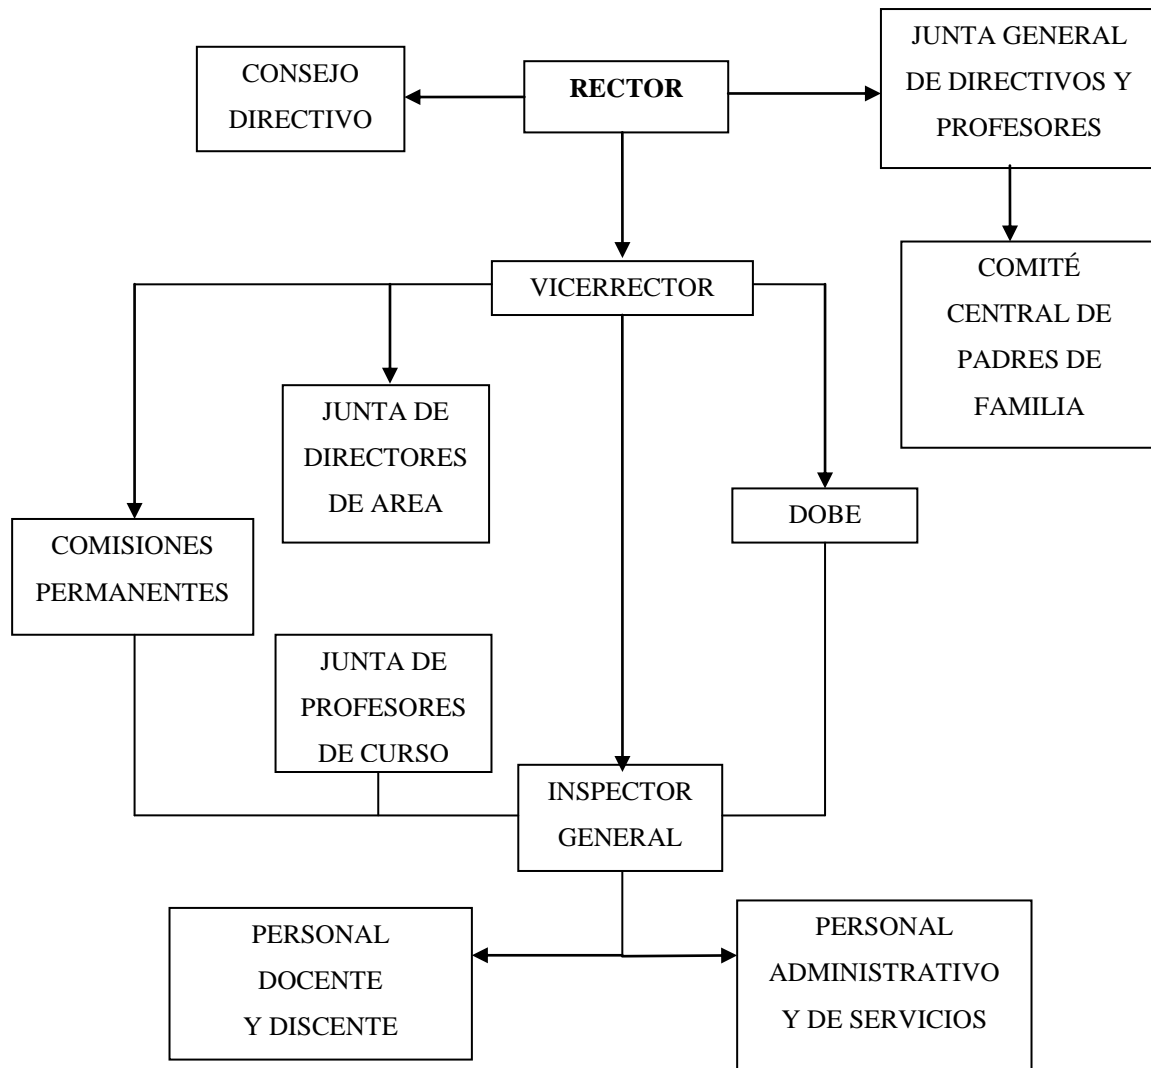 CONSEJO
DIRECTIVO
RECTOR
JUNTA GENERAL
DE DIRECTIVOS Y
PROFESORES
COMITÉ
CENTRAL DE
PADRES DE
FAMILIA
VICERRECTOR
JUNTA DE
DIRECTORES
DE AREA
DOBE
COMISIONES
PERMANENTES
JUNTA DE
PROFESORES
DE CURSO
INSPECTOR
GENERAL
PERSONAL
DOCENTE
Y DISCENTE
PERSONAL
ADMINISTRATIVO
Y DE SERVICIOS